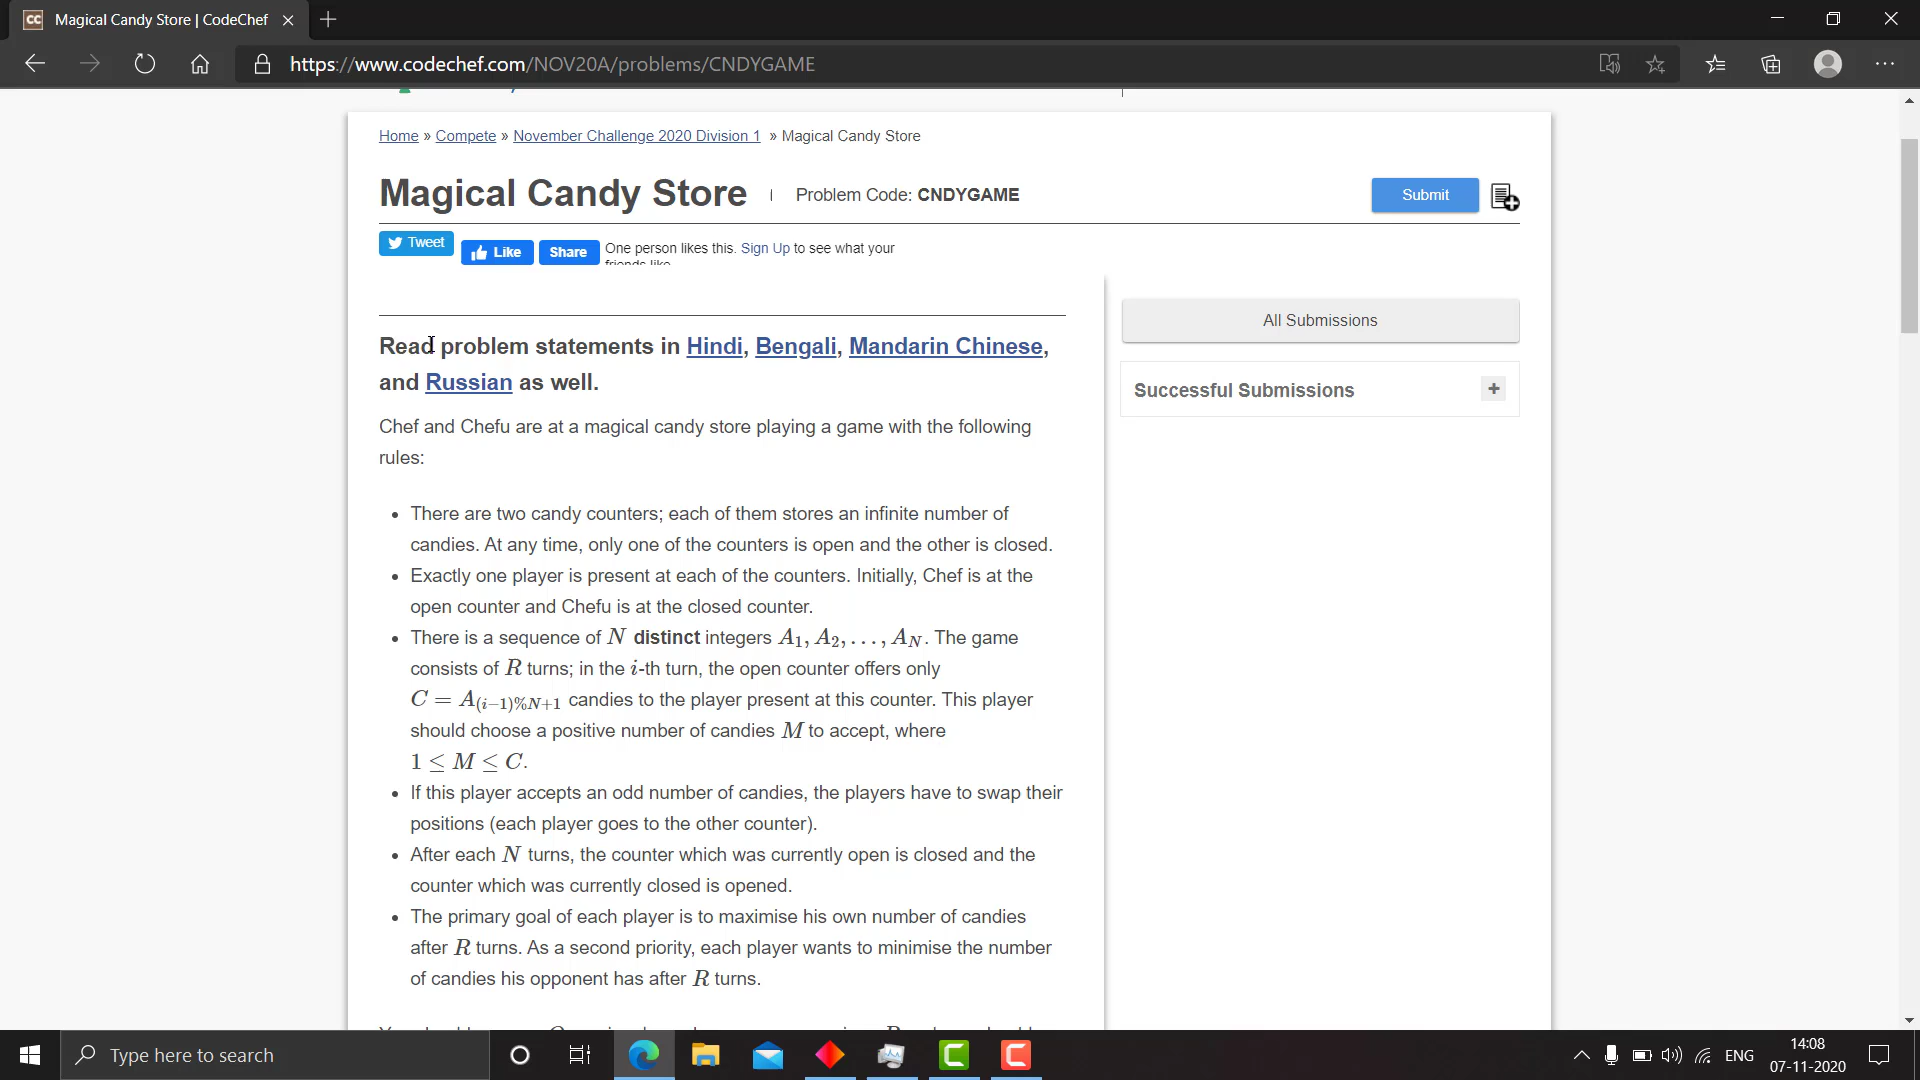 Magical Candy Store | CodeChef
https://www.codechef.com/NOV20A/problems/CNDYGAME
Home » Compete » November Challenge 2020 Division 1 » Magical Candy Store
Magical Candy Store
Problem Code: CNDYGAME
Submit
Tweet
Like
Share
One person likes this. Sign Up to see what your
friends like.
All Submissions
Successful Submissions
Read problem statements in Hindi, Bengali, Mandarin Chinese,
and Russian as well.
Chef and Chefu are at a magical candy store playing a game with the following
rules:
• There are two candy counters; each of them stores an infinite number of
candies. At any time, only one of the counters is open and the other is closed.
• Exactly one player is present at each of the counters. Initially, Chef is at the
open counter and Chefu is at the closed counter.
• There is a sequence of N distinct integers A₁, A₂, . . . , A_N. The game
consists of R turns; in the i-th turn, the open counter offers only
C = A_(i−1)%N+1 candies to the player present at this counter. This player
should choose a positive number of candies M to accept, where
1 ≤ M ≤ C.
• If this player accepts an odd number of candies, the players have to swap their
positions (each player goes to the other counter).
• After each N turns, the counter which was currently open is closed and the
counter which was currently closed is opened.
• The primary goal of each player is to maximise his own number of candies
after R turns. As a second priority, each player wants to minimise the number
of candies his opponent has after R turns.
Type here to search
ENG
14:08
07-11-2020